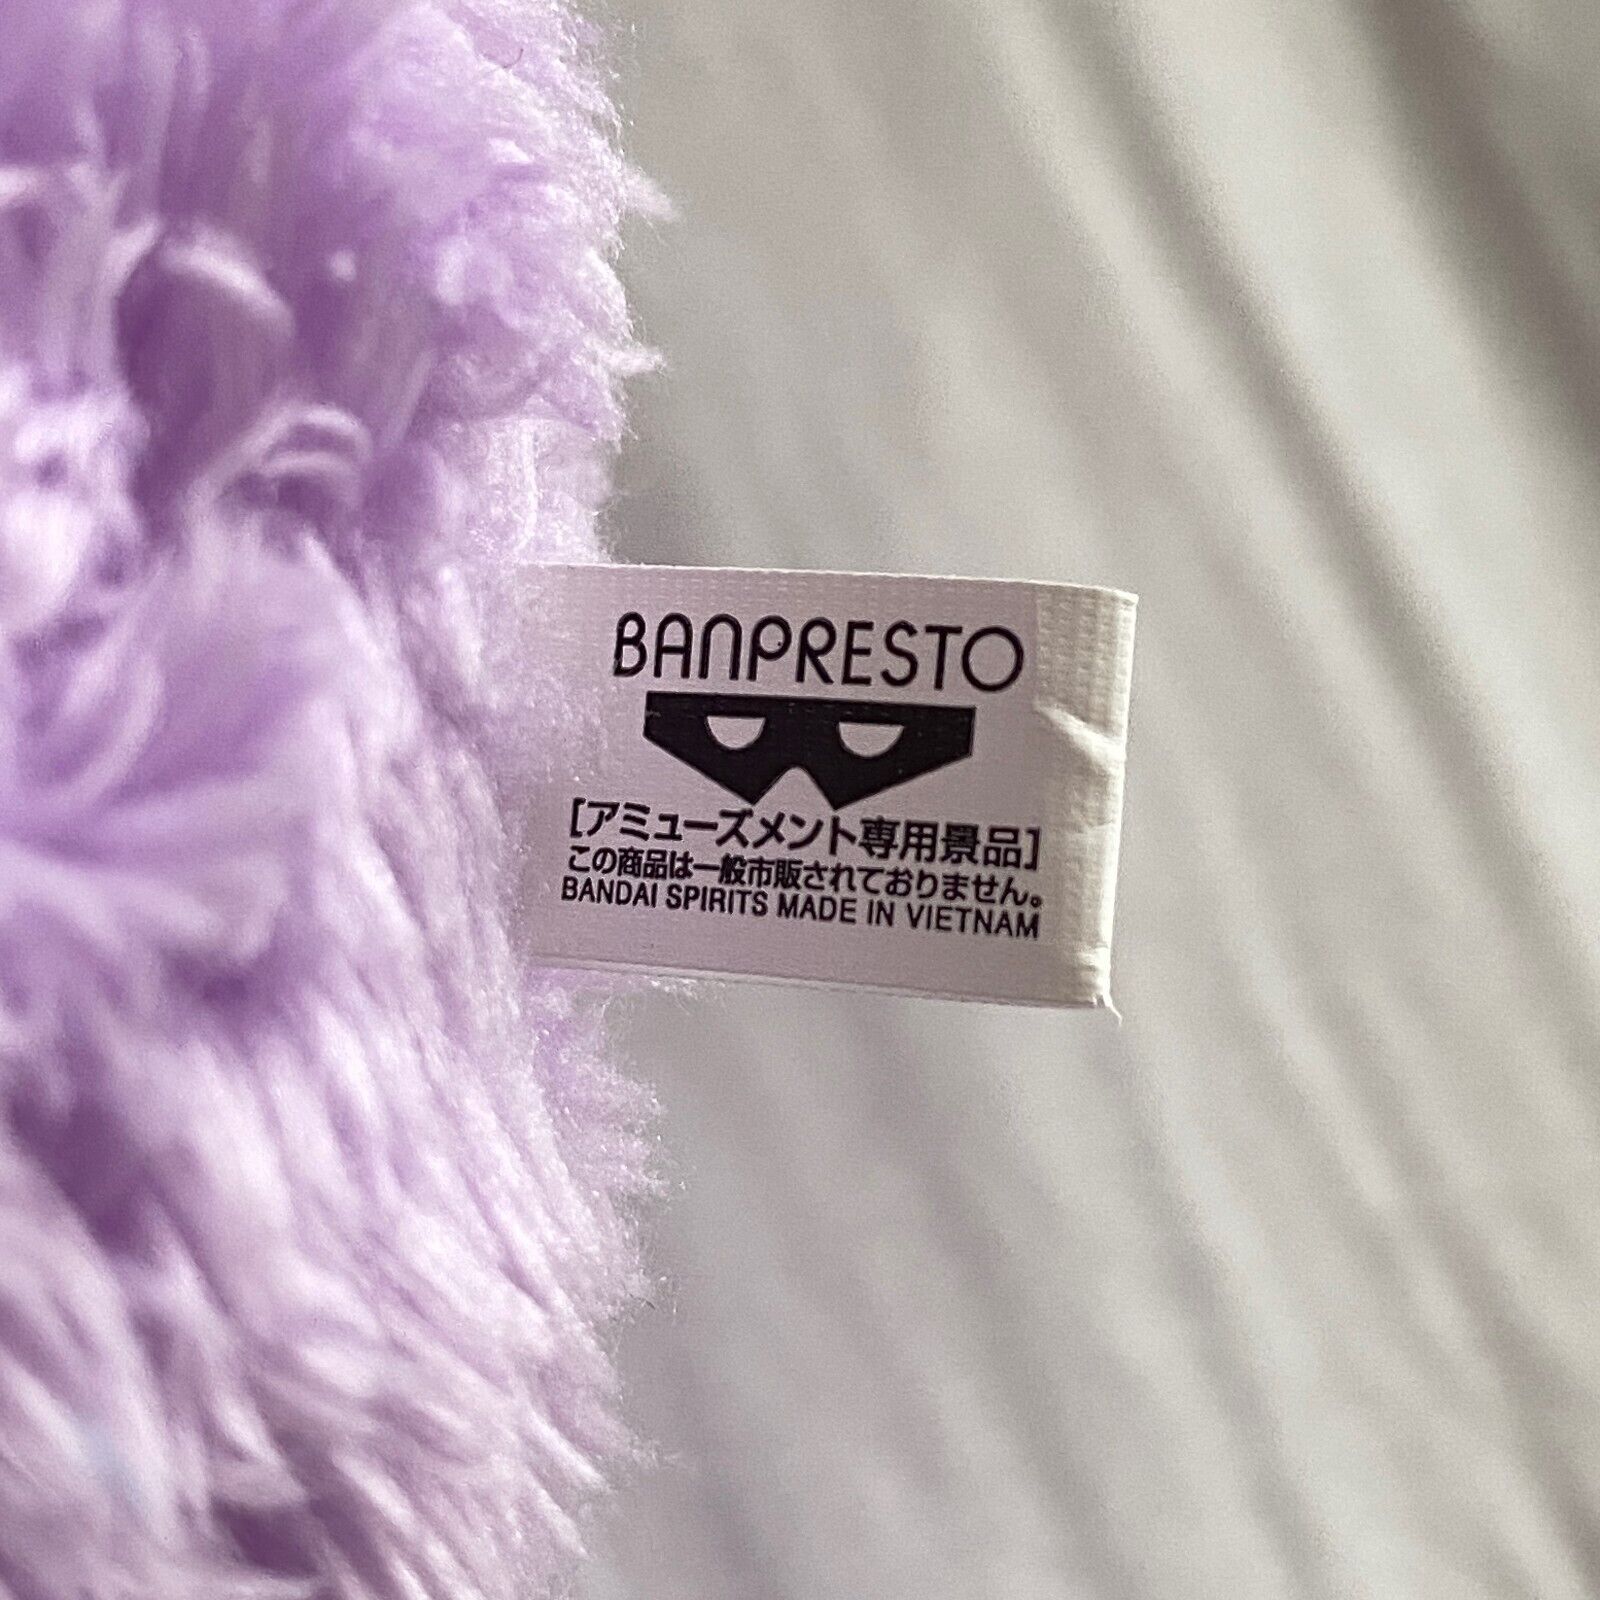 BANPRESTO
[アミューズメント専用景品]
この商品は一般市販されておりません。
BANDAI SPIRITS MADE IN VIETNAM